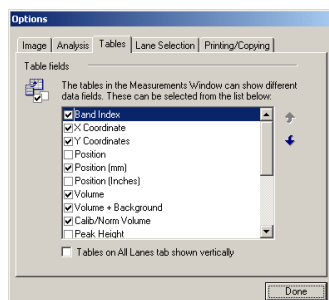 Options
Image Analysis Tables Lane Selection Printing/Copying
Table fields
The tables in the Measurements Window can show different
data fields. These can be selected from the list below:
Band Index
X Coordinate
Y Coordinates
Position
Position (mm)
Position (Inches)
Volume
Volume + Background
Calib/Norm Volume
Peak Height
Tables on All Lanes tab shown vertically
Done